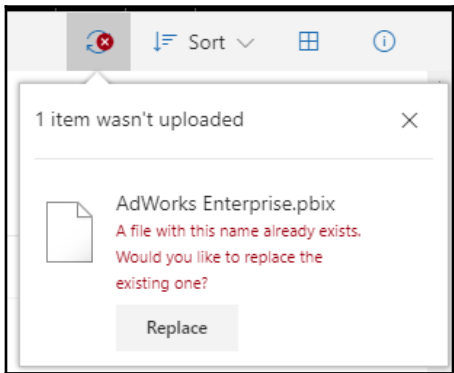 Sort
1 item wasn't uploaded
AdWorks Enterprise.pbix
A file with this name already exists.
Would you like to replace the
existing one?
Replace